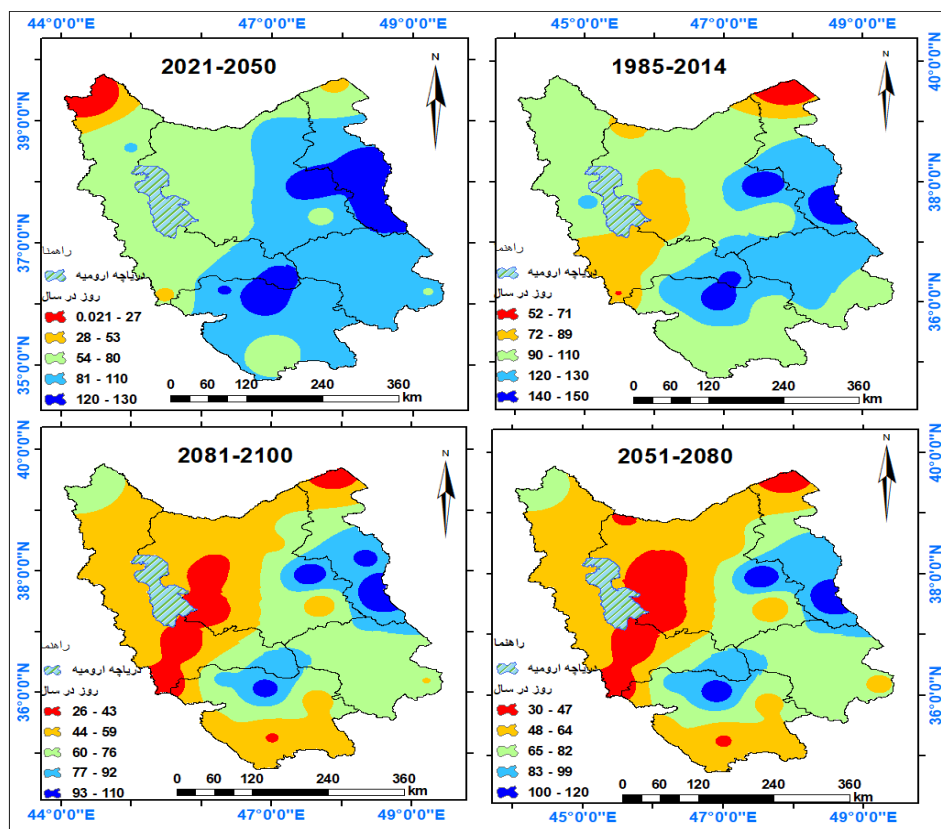 44°0'0"E 47°0'0"E 49°0'0"E
45°0'0"E 47°0'0"E 49°0'0"E
2021-2050
N
39°0'0"N
37°0'0"N
35°0'0"N
راهنما
دریاچه ارومیه
روز در سال
0.021 - 27
28 - 53
54 - 80
81 - 110
120 - 130
0 60 120 240 360
km
1985-2014
N
40°0'0"N
38°0'0"N
36°0'0"N
راهنما
دریاچه ارومیه
روز در سال
52 - 71
72 - 89
90 - 110
120 - 130
140 - 150
0 60 120 240 360
km
2081-2100
N
40°0'0"N
38°0'0"N
36°0'0"N
راهنما
دریاچه ارومیه
روز در سال
26 - 43
44 - 59
60 - 76
77 - 92
93 - 110
0 60 120 240 360
km
2051-2080
N
40°0'0"N
38°0'0"N
36°0'0"N
راهنما
دریاچه ارومیه
روز در سال
30 - 47
48 - 64
65 - 82
83 - 99
100 - 120
0 60 120 240 360
km
44°0'0"E 47°0'0"E 49°0'0"E
45°0'0"E 47°0'0"E 49°0'0"E